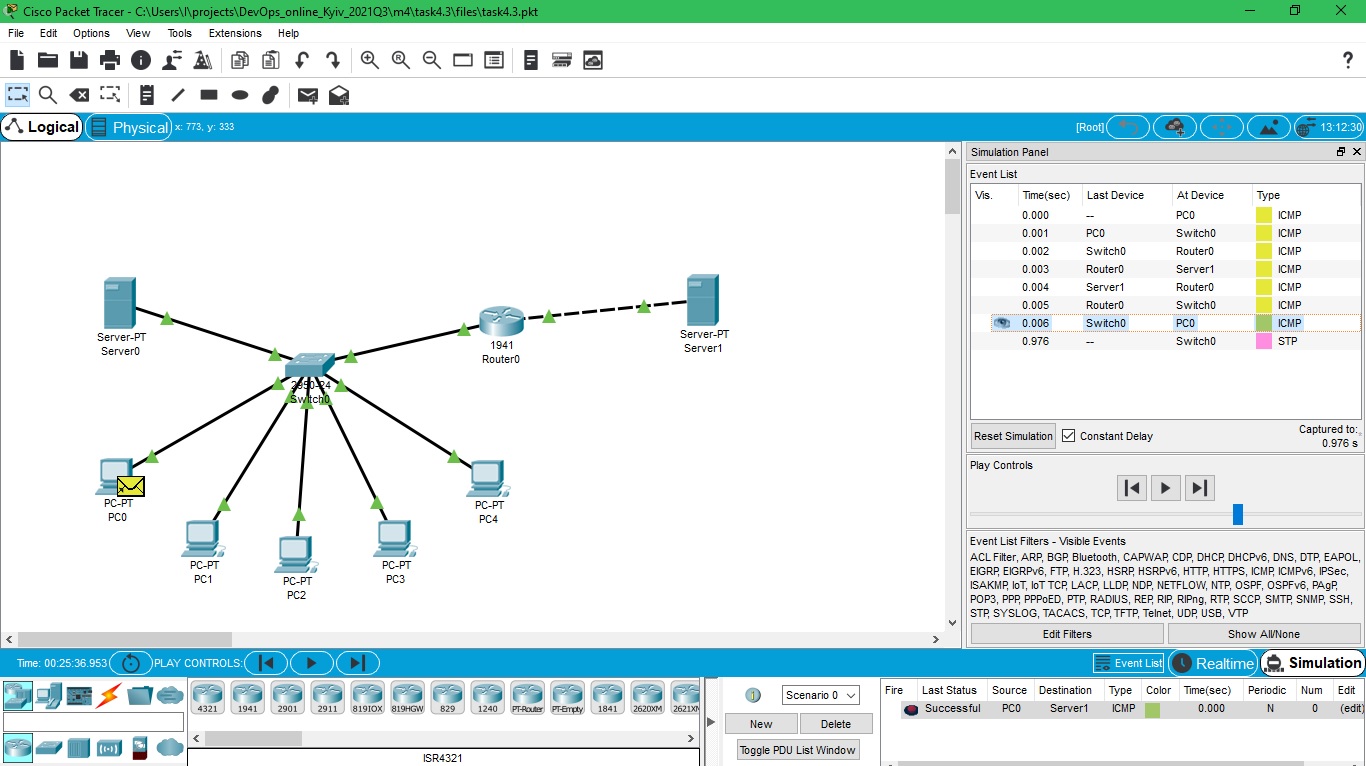 Cisco Packet Tracer - C:\Users\l\projects\DevOps_online_Kyiv_2021Q3\m4\task4.3\files\task4.3.pkt
File Edit Options View Tools Extensions Help
Logical Physical x: 773, y: 333 [Root] 13:12:30
Server-PT
Server0
2950-24
Switch0
1941
Router0
Server-PT
Server1
PC-PT
PC0
PC-PT
PC1
PC-PT
PC2
PC-PT
PC3
PC-PT
PC4
Simulation Panel
Event List
Vis. Time(sec) Last Device At Device Type
0.000 -- PC0 ICMP
0.001 PC0 Switch0 ICMP
0.002 Switch0 Router0 ICMP
0.003 Router0 Server1 ICMP
0.004 Server1 Router0 ICMP
0.005 Router0 Switch0 ICMP
0.006 Switch0 PC0 ICMP
0.976 -- Switch0 STP
Reset Simulation Constant Delay Captured to:
0.976 s
Play Controls
Event List Filters - Visible Events
ACL Filter, ARP, BGP, Bluetooth, CAPWAP, CDP, DHCP, DHCPv6, DNS, DTP, EAPOL,
EIGRP, EIGRPv6, FTP, H.323, HSRP, HSRPv6, HTTP, HTTPS, ICMP, ICMPv6, IPSec,
ISAKMP, IoT, IoT TCP, LACP, LLDP, NDP, NETFLOW, NTP, OSPF, OSPFv6, PAgP,
POP3, PPP, PPPoED, PTP, RADIUS, REP, RIP, RIPng, RTP, SCCP, SMTP, SNMP, SSH,
STP, SYSLOG, TACACS, TCP, TFTP, Telnet, UDP, USB, VTP
Edit Filters Show All/None
Time: 00:25:36.953 PLAY CONTROLS: Event List Realtime Simulation
4321 1941 2901 2911 819IOX 819HGW 829 1240 PT-Router PT-Empty 1841 2620XM 2621XM
ISR4321
Scenario 0
New Delete
Toggle PDU List Window
Fire Last Status Source Destination Type Color Time(sec) Periodic Num Edit
Successful PC0 Server1 ICMP 0.000 N 0 (edit)